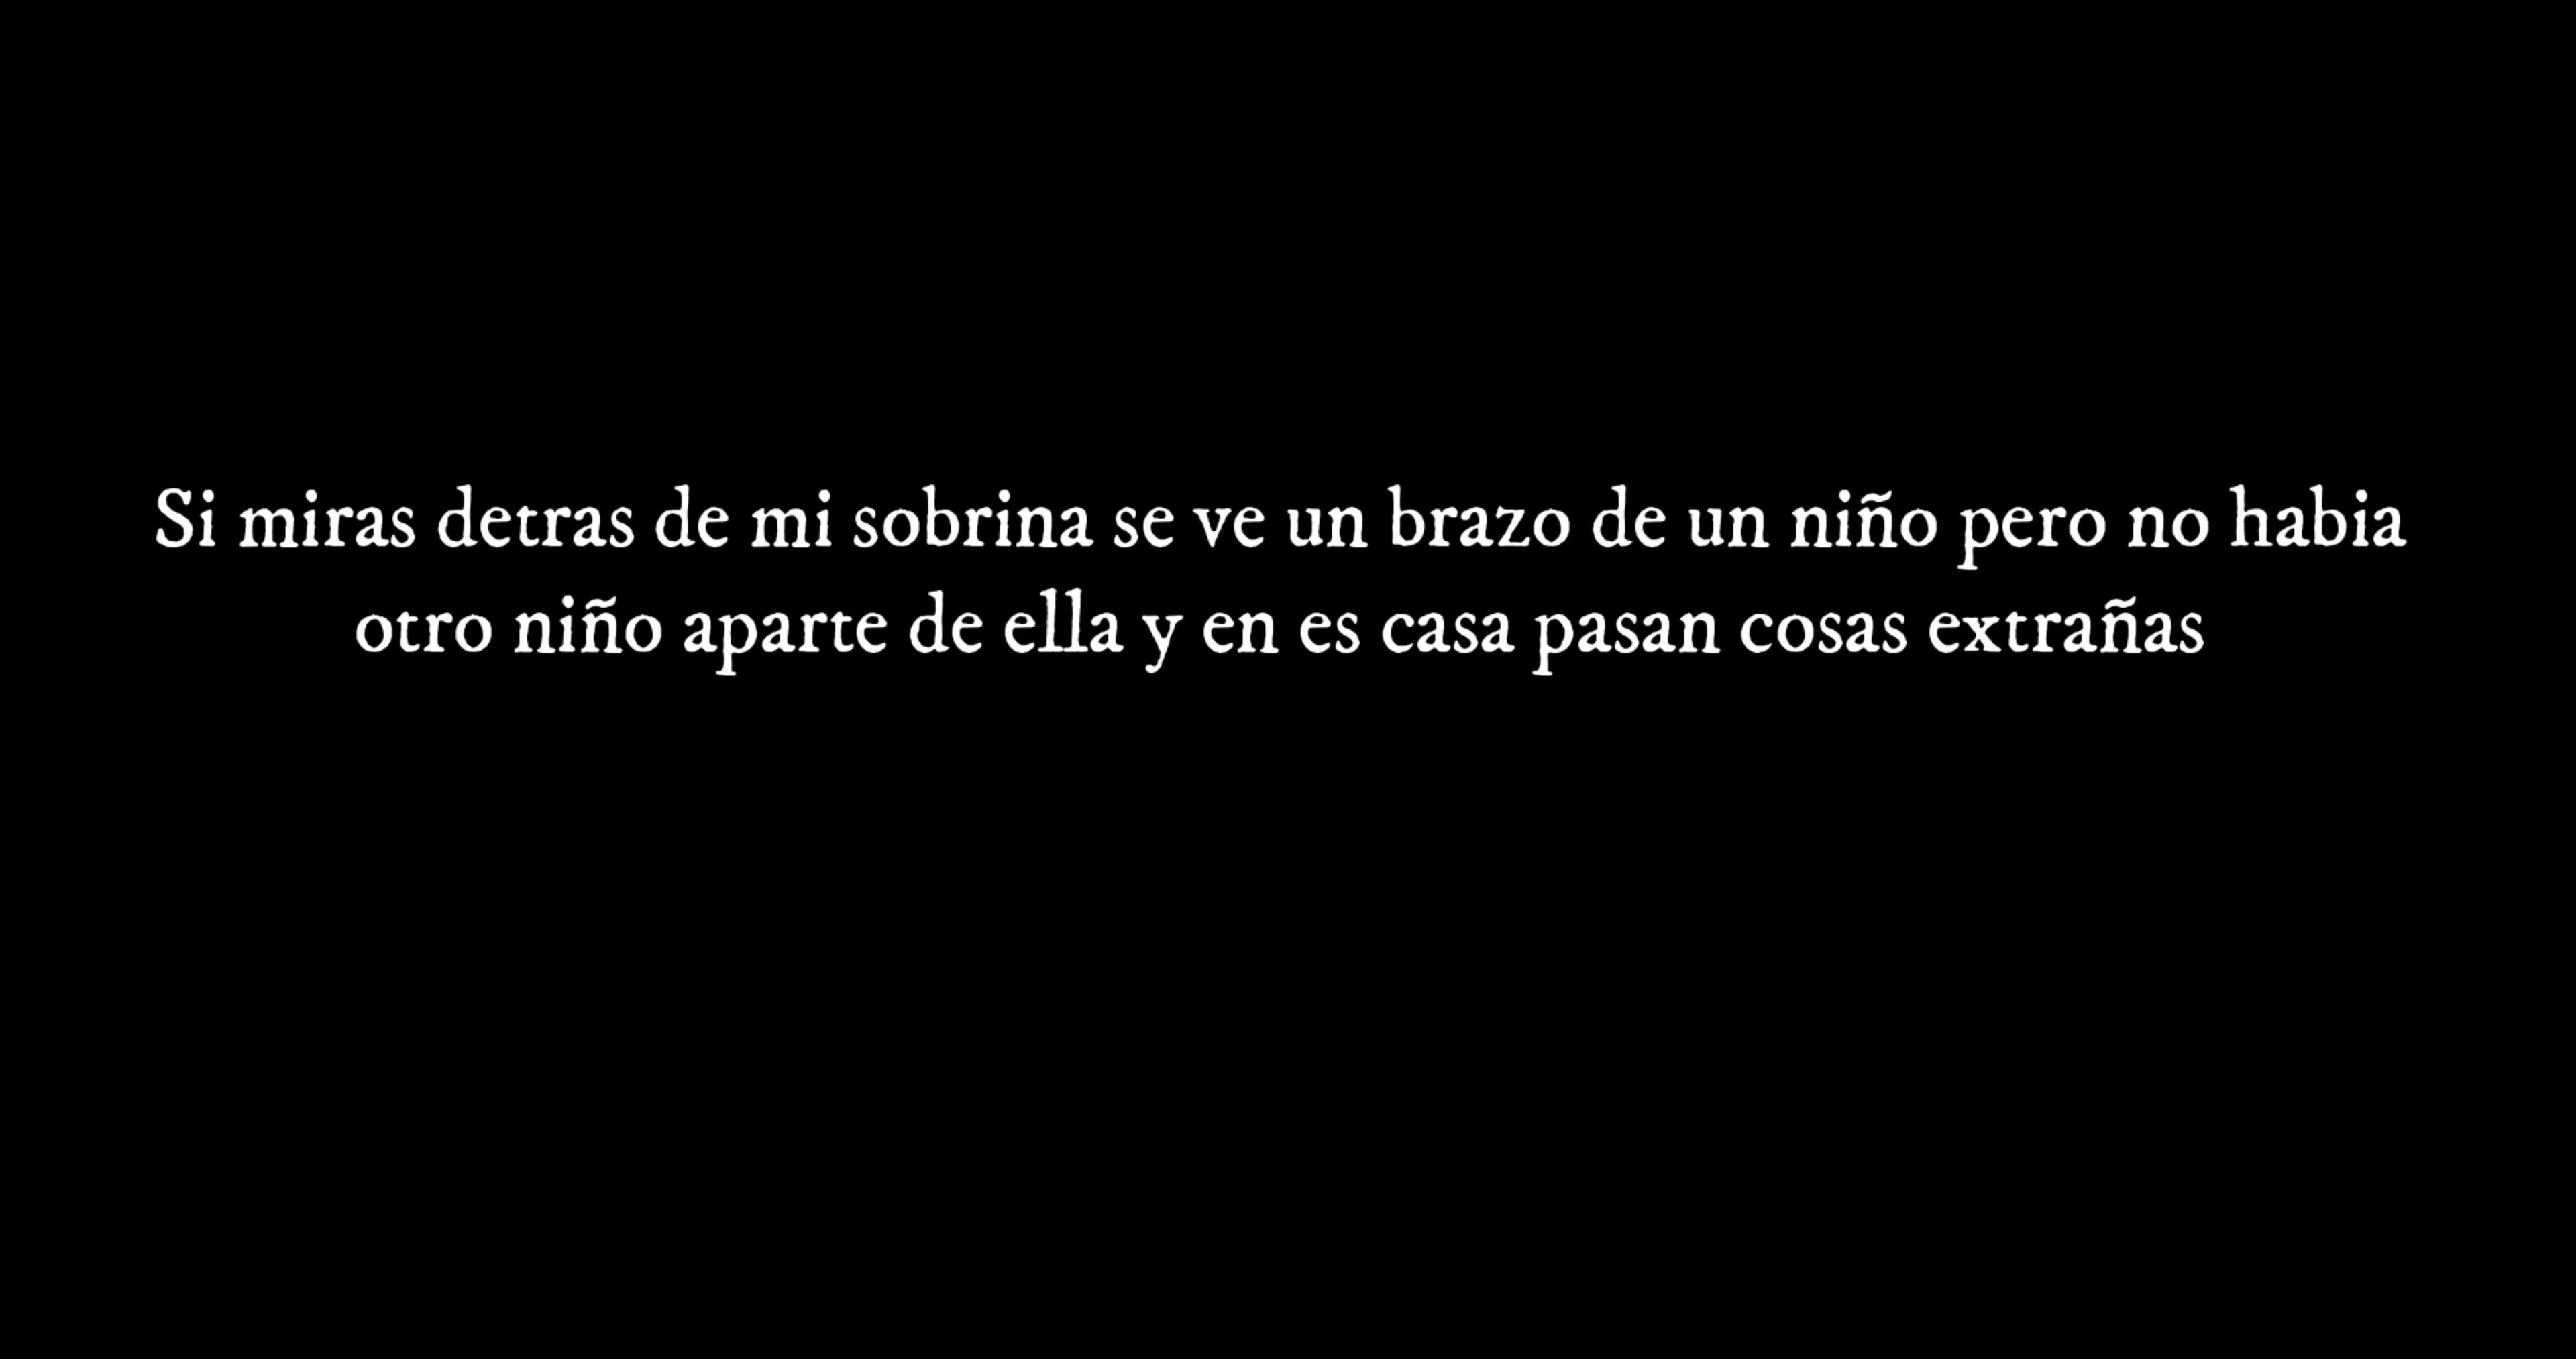 Si miras detras de mi sobrina se ve un brazo de un niño pero no habia
otro niño aparte de ella y en es casa pasan cosas extrañas